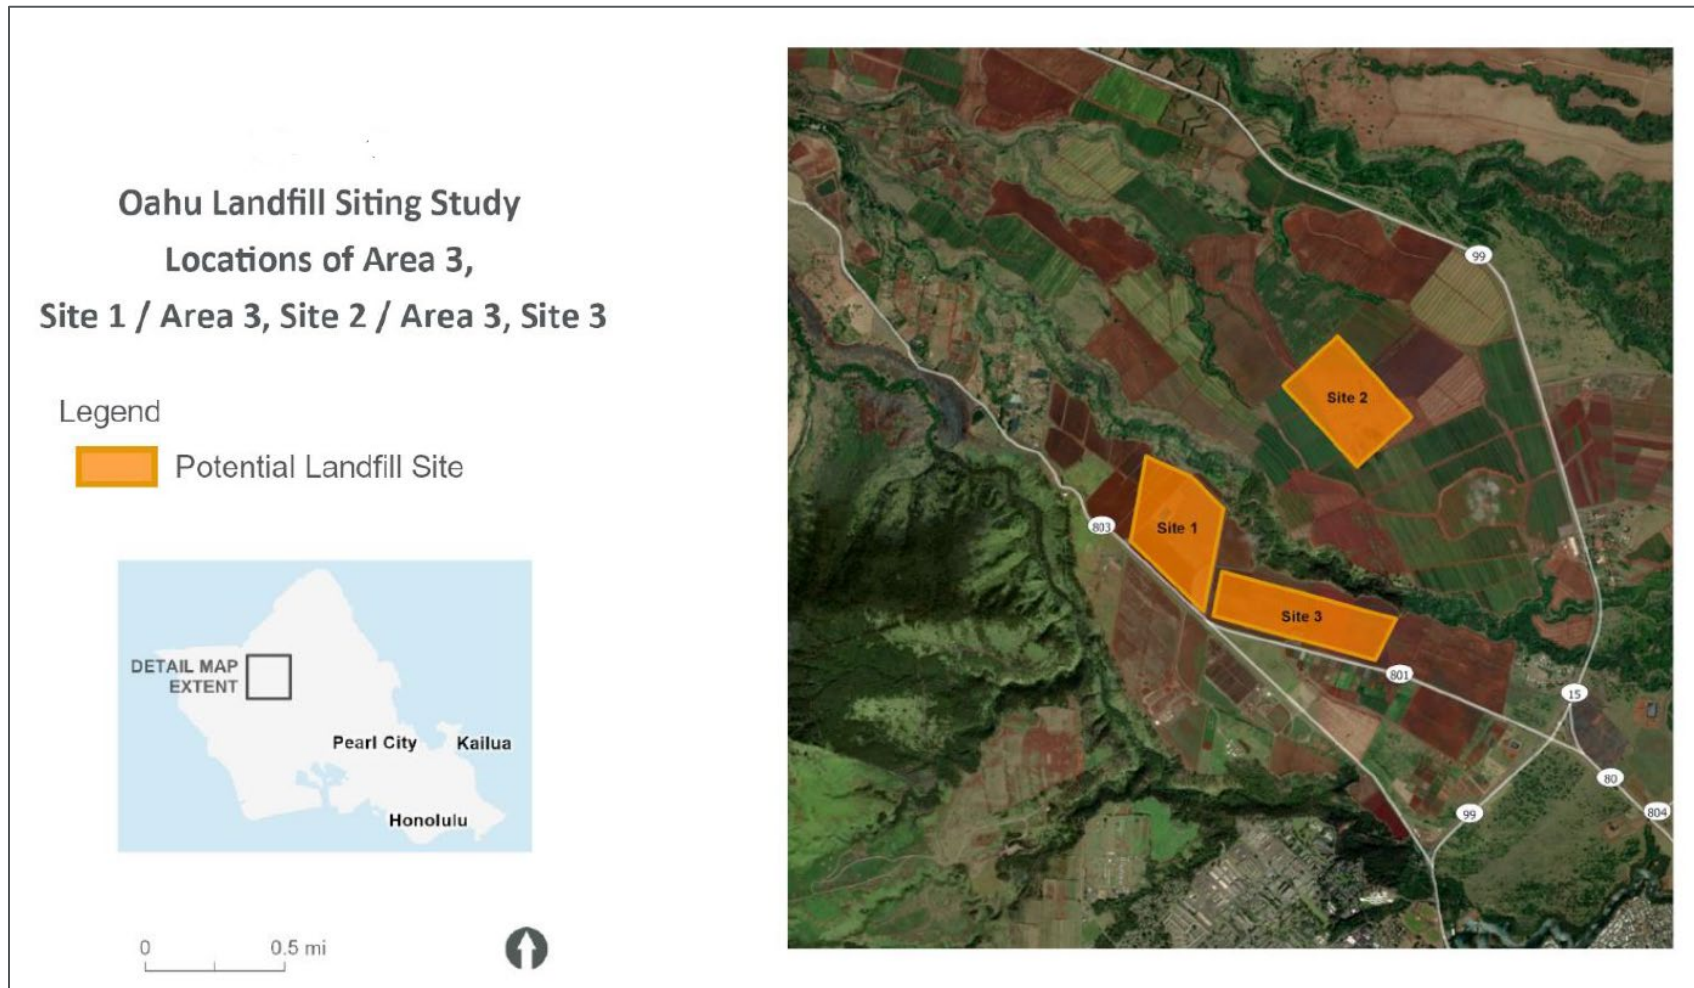 Oahu Landfill Siting Study
Locations of Area 3,
Site 1 / Area 3, Site 2 / Area 3, Site 3
Legend
Potential Landfill Site
DETAIL MAP
EXTENT
Pearl City
Kailua
Honolulu
0
0.5 mi
99
Site 2
Site 1
803
Site 3
801
15
80
99
804